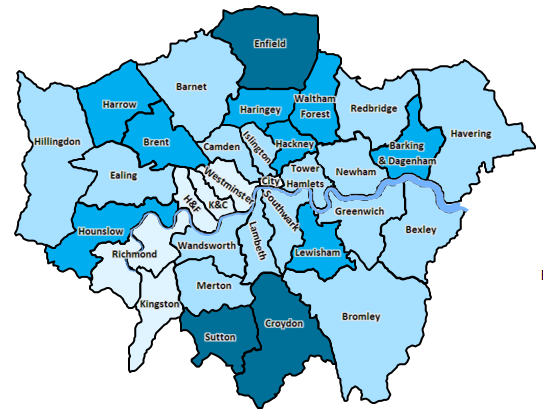 Enfield
Barnet
Harrow
Haringey
Waltham
Forest
Redbridge
Havering
Hillingdon
Brent
Camden
Islington
Hackney
Barking
& Dagenham
Ealing
Westminster
City
Tower
Hamlets
Newham
H&F
K&C
Southwark
Greenwich
Hounslow
Richmond
Wandsworth
Lambeth
Lewisham
Bexley
Kingston
Merton
Sutton
Croydon
Bromley